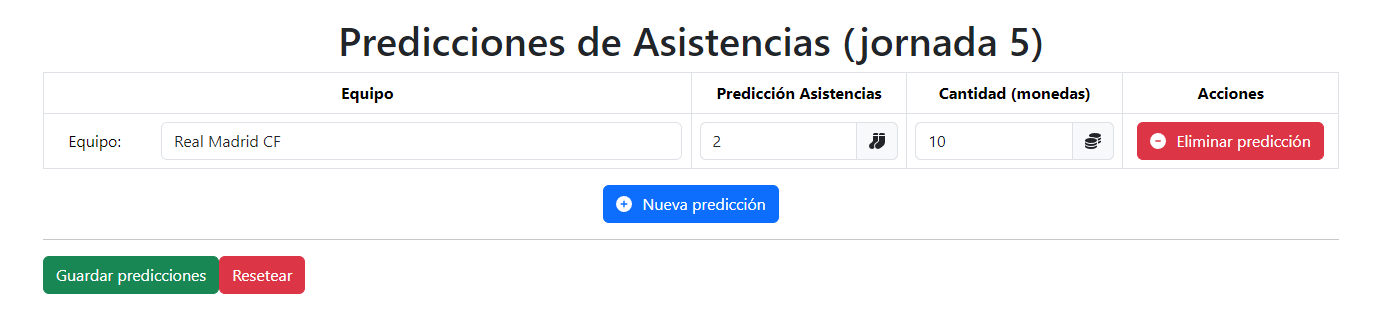 Predicciones de Asistencias (jornada 5)
Equipo Predicción Asistencias Cantidad (monedas) Acciones
Equipo: Real Madrid CF 2 10 Eliminar predicción
Nueva predicción
Guardar predicciones Resetear